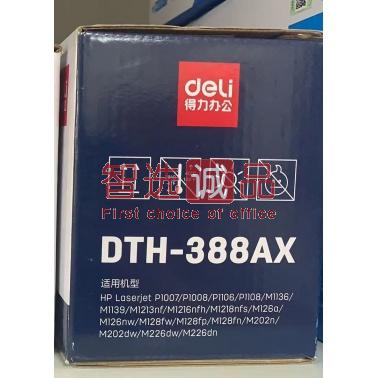 deli
得力办公
智选诚品
First choice of office
DTH-388AX
适用机型
HP Laserjet P1007/P1008/P1106/P1108/M1136/
M1139/M1213nf/M1216nfh/M1218nfs/M126a/
M126nw/M128fw/M128fp/M128fn/M202n/
M202dw/M226dw/M226dn